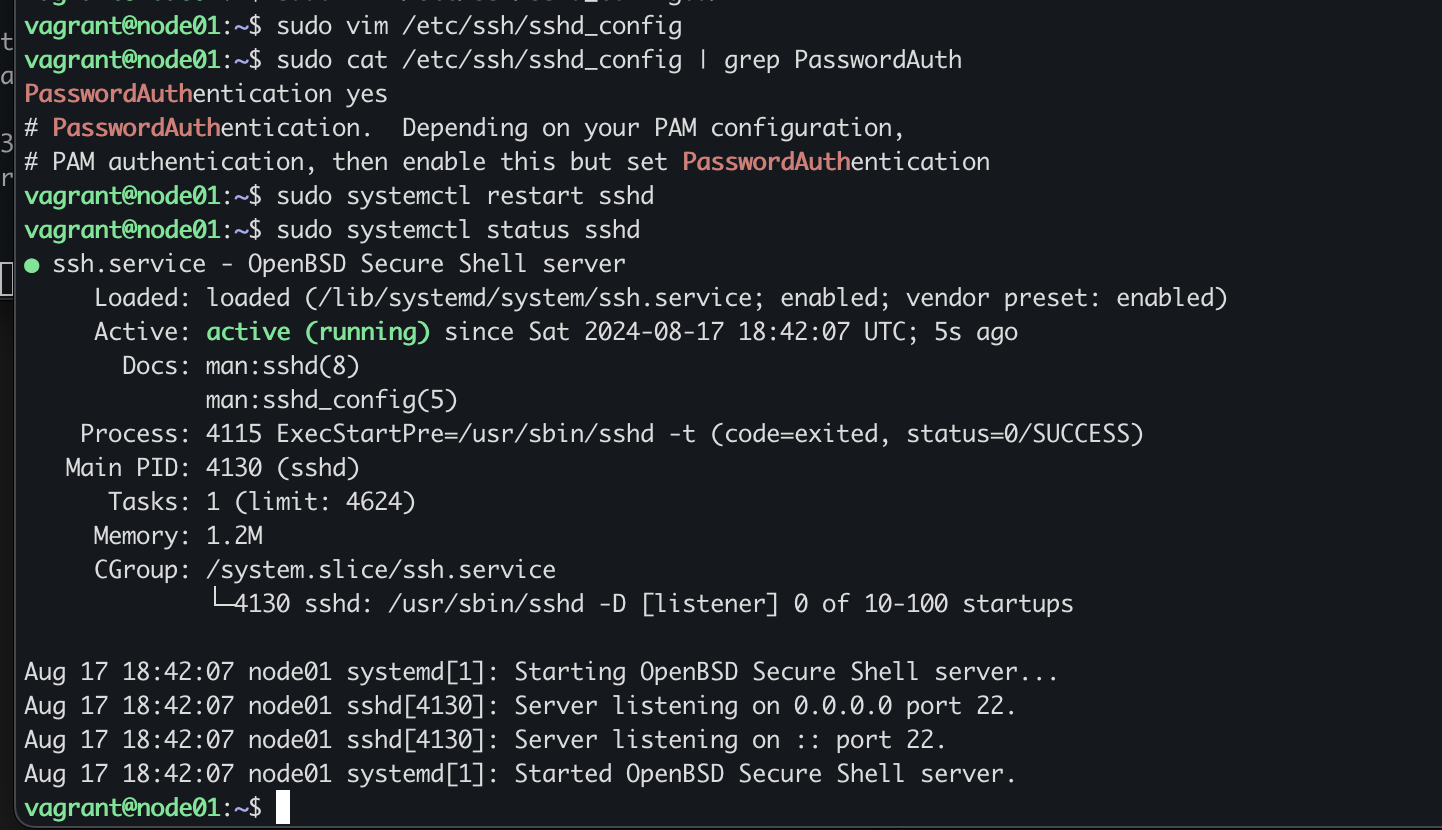 vagrant@node01:~$ sudo vim /etc/ssh/sshd_config
vagrant@node01:~$ sudo cat /etc/ssh/sshd_config | grep PasswordAuth
PasswordAuthentication yes
# PasswordAuthentication.  Depending on your PAM configuration,
# PAM authentication, then enable this but set PasswordAuthentication
vagrant@node01:~$ sudo systemctl restart sshd
vagrant@node01:~$ sudo systemctl status sshd
● ssh.service - OpenBSD Secure Shell server
     Loaded: loaded (/lib/systemd/system/ssh.service; enabled; vendor preset: enabled)
     Active: active (running) since Sat 2024-08-17 18:42:07 UTC; 5s ago
       Docs: man:sshd(8)
             man:sshd_config(5)
    Process: 4115 ExecStartPre=/usr/sbin/sshd -t (code=exited, status=0/SUCCESS)
   Main PID: 4130 (sshd)
      Tasks: 1 (limit: 4624)
     Memory: 1.2M
     CGroup: /system.slice/ssh.service
             └─4130 sshd: /usr/sbin/sshd -D [listener] 0 of 10-100 startups

Aug 17 18:42:07 node01 systemd[1]: Starting OpenBSD Secure Shell server...
Aug 17 18:42:07 node01 sshd[4130]: Server listening on 0.0.0.0 port 22.
Aug 17 18:42:07 node01 sshd[4130]: Server listening on :: port 22.
Aug 17 18:42:07 node01 systemd[1]: Started OpenBSD Secure Shell server.
vagrant@node01:~$